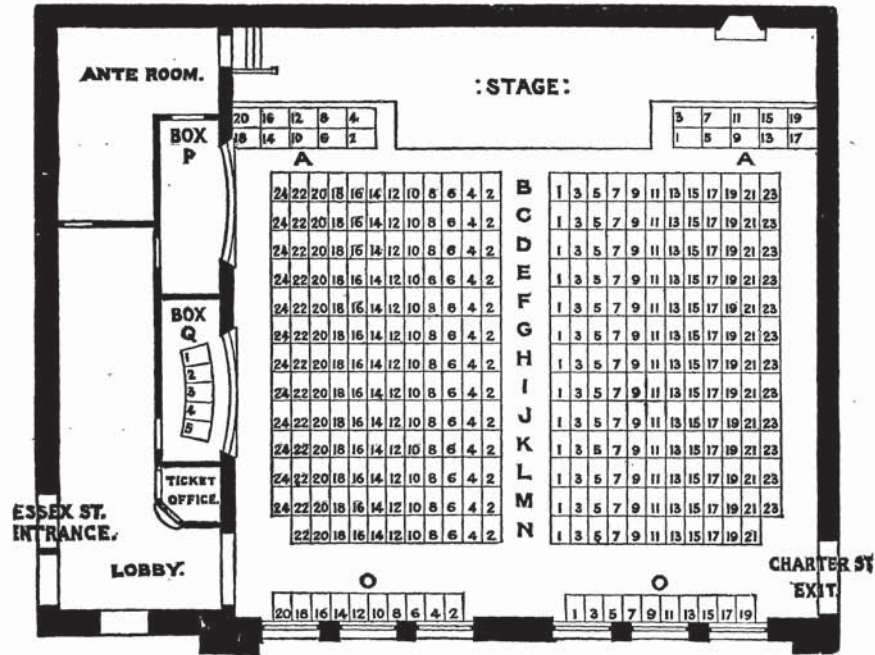 ANTE ROOM.
:STAGE:
BOX
P
20 16 12 8 4
18 14 10 6 2
A
3 7 11 15 19
1 5 9 13 17
A
24 22 20 18 16 14 12 10 8 6 4 2 B 1 3 5 7 9 11 13 15 17 19 21 23
24 22 20 18 16 14 12 10 8 6 4 2 C 1 3 5 7 9 11 13 15 17 19 21 23
24 22 20 18 16 14 12 10 8 6 4 2 D 1 3 5 7 9 11 13 15 17 19 21 23
24 22 20 18 16 14 12 10 8 6 4 2 E 1 3 5 7 9 11 13 15 17 19 21 23
24 22 20 18 16 14 12 10 8 6 4 2 F 1 3 5 7 9 11 13 15 17 19 21 23
24 22 20 18 16 14 12 10 8 6 4 2 G 1 3 5 7 9 11 13 15 17 19 21 23
24 22 20 18 16 14 12 10 8 6 4 2 H 1 3 5 7 9 11 13 15 17 19 21 23
24 22 20 18 16 14 12 10 8 6 4 2 I 1 3 5 7 9 11 13 15 17 19 21 23
24 22 20 18 16 14 12 10 8 6 4 2 J 1 3 5 7 9 11 13 15 17 19 21 23
24 22 20 18 16 14 12 10 8 6 4 2 K 1 3 5 7 9 11 13 15 17 19 21 23
24 22 20 18 16 14 12 10 8 6 4 2 L 1 3 5 7 9 11 13 15 17 19 21 23
24 22 20 18 16 14 12 10 8 6 4 2 M 1 3 5 7 9 11 13 15 17 19 21 23
22 20 18 16 14 12 10 8 6 4 2 N 1 3 5 7 9 11 13 15 17 19 21
BOX
Q
1
2
3
4
5
TICKET
OFFICE.
ESSEX ST.
ENTRANCE.
LOBBY.
O
20 18 16 14 12 10 8 6 4 2
O
1 3 5 7 9 11 13 15 17 19
CHARTER ST
EXIT.